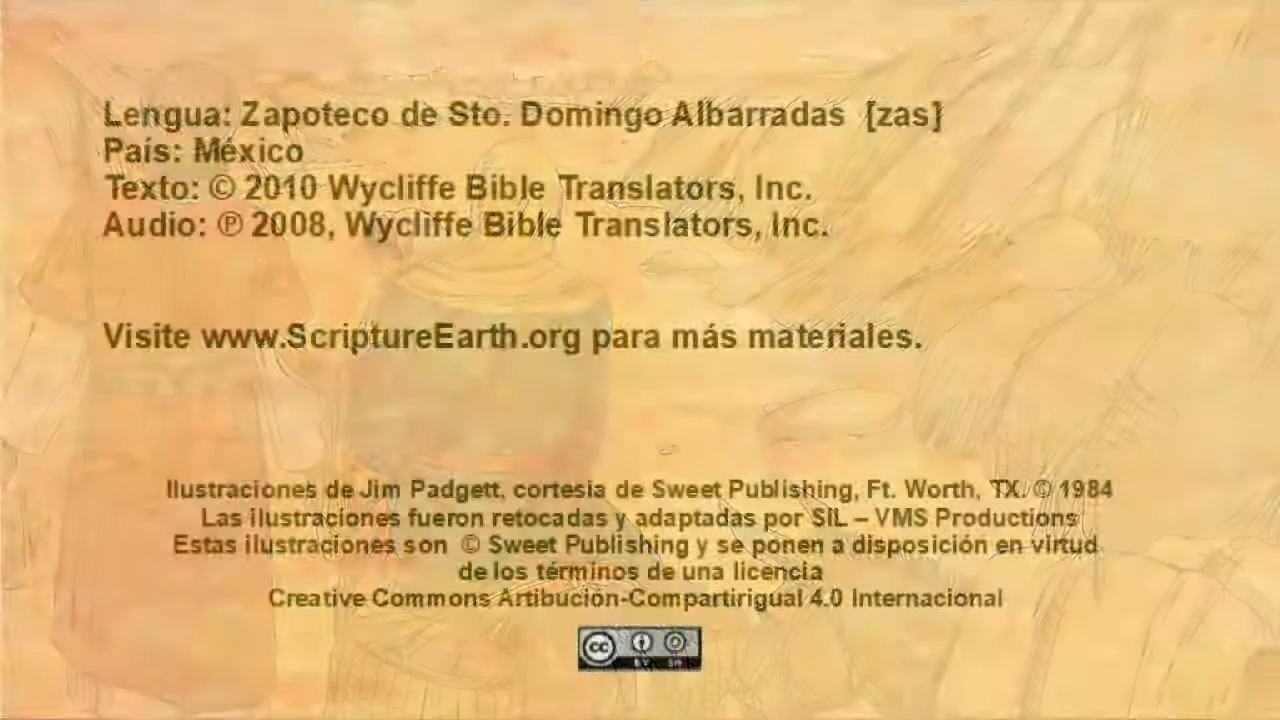 Lengua: Zapoteco de Sto. Domingo Albarradas [zas]
País: México
Texto: © 2010 Wycliffe Bible Translators, Inc.
Audio: ℗ 2008, Wycliffe Bible Translators, Inc.
Visite www.ScriptureEarth.org para más materiales.
Ilustraciones de Jim Padgett, cortesia de Sweet Publishing, Ft. Worth, TX. © 1984
Las ilustraciones fueron retocadas y adaptadas por SIL – VMS Productions
Estas ilustraciones son © Sweet Publishing y se ponen a disposición en virtud
de los términos de una licencia
Creative Commons Artibución-Compartirigual 4.0 Internacional
cc